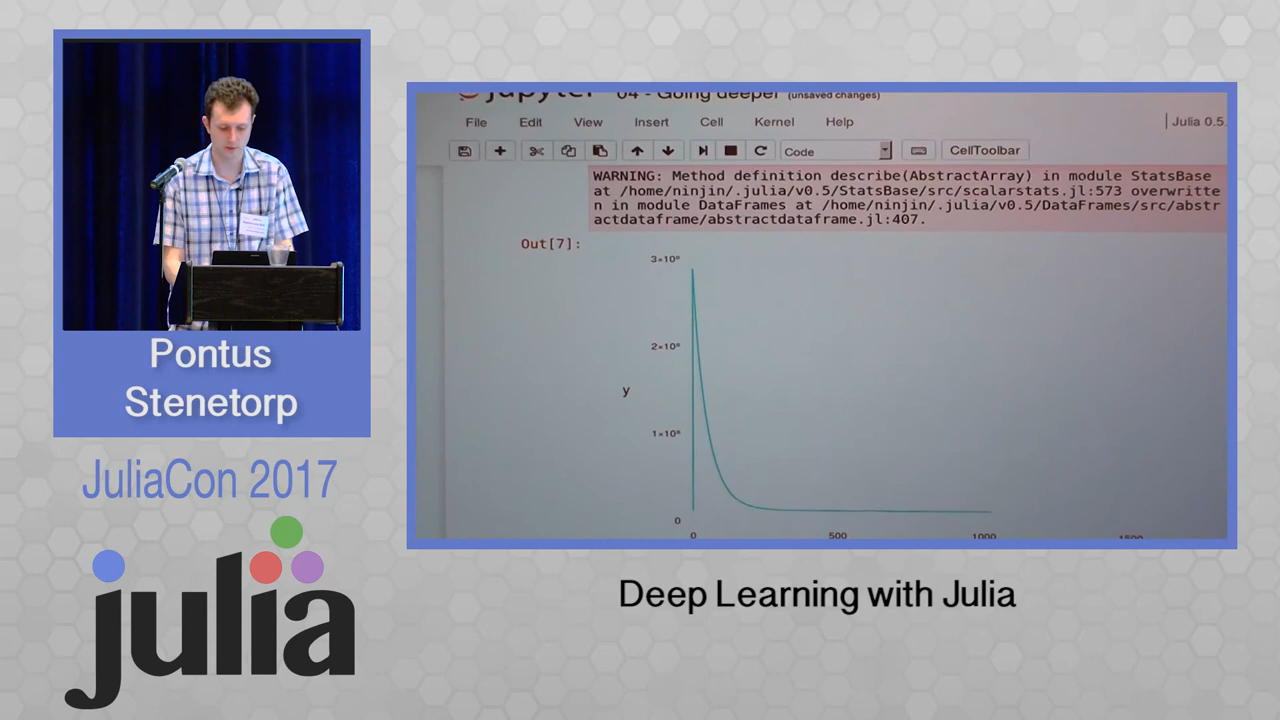 Pontus
Stenetorp
JuliaCon 2017
julia
jupyter 04 - Going deeper (unsaved changes)
File Edit View Insert Cell Kernel Help
Julia 0.5
Code CellToolbar
WARNING: Method definition describe(AbstractArray) in module StatsBase
at /home/ninjin/.julia/v0.5/StatsBase/src/scalarstats.jl:573 overwritte
n in module DataFrames at /home/ninjin/.julia/v0.5/DataFrames/src/abstr
actdataframe/abstractdataframe.jl:407.
Out[7]:
y
0
0 500 1000 1500
Deep Learning with Julia